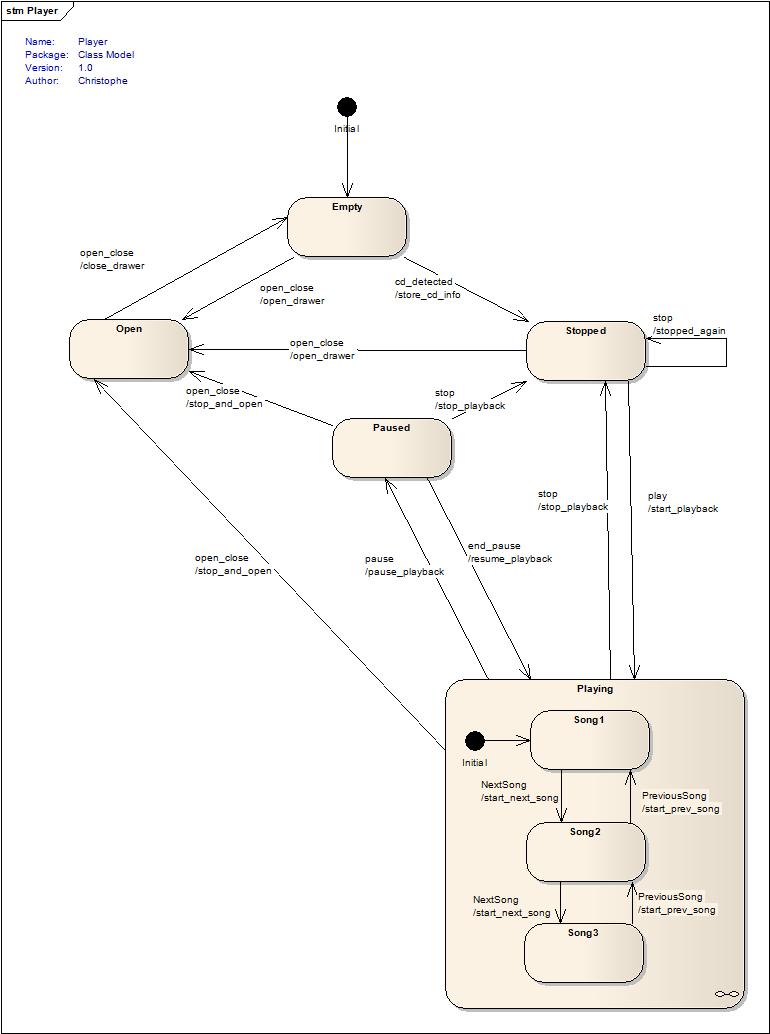 stm Player
Name: Player
Package: Class Model
Version: 1.0
Author: Christophe
Initial
Empty
open_close
/close_drawer
open_close
/open_drawer
cd_detected
/store_cd_info
Open
Stopped
stop
/stopped_again
open_close
/open_drawer
open_close
/stop_and_open
stop
/stop_playback
Paused
stop
/stop_playback
play
/start_playback
open_close
/stop_and_open
pause
/pause_playback
end_pause
/resume_playback
Playing
Song1
Initial
NextSong
/start_next_song
PreviousSong
/start_prev_song
Song2
NextSong
/start_next_song
PreviousSong
/start_prev_song
Song3